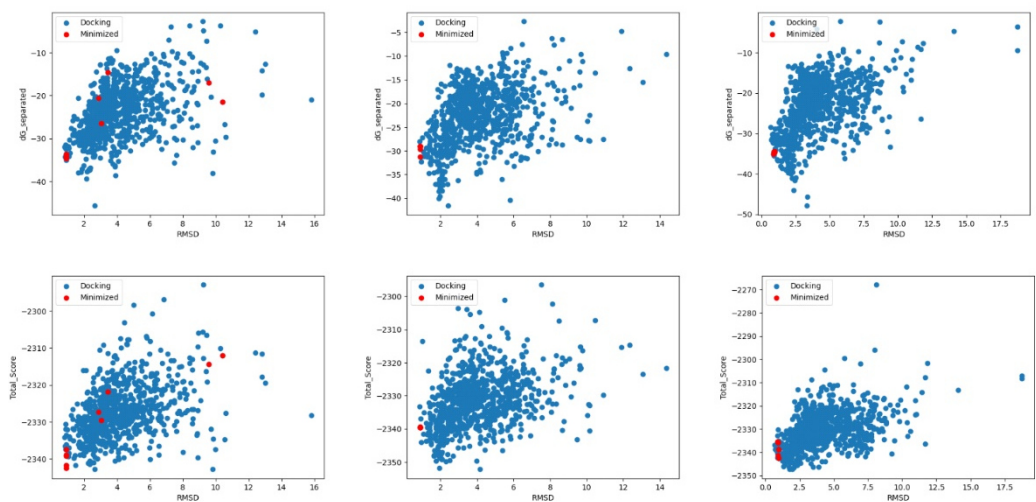 Docking
Minimized
−10
−20
−30
−40
dG_separated
2 4 6 8 10 12 14 16
RMSD
Docking
Minimized
−5
−10
−15
−20
−25
−30
−35
−40
dG_separated
2 4 6 8 10 12 14
RMSD
Docking
Minimized
−10
−20
−30
−40
−50
dG_separated
0.0 2.5 5.0 7.5 10.0 12.5 15.0 17.5
RMSD
Docking
Minimized
−2300
−2310
−2320
−2330
−2340
Total_Score
2 4 6 8 10 12 14 16
RMSD
Docking
Minimized
−2300
−2310
−2320
−2330
−2340
−2350
Total_Score
2 4 6 8 10 12 14
RMSD
Docking
Minimized
−2270
−2280
−2290
−2300
−2310
−2320
−2330
−2340
−2350
Total_Score
0.0 2.5 5.0 7.5 10.0 12.5 15.0 17.5
RMSD